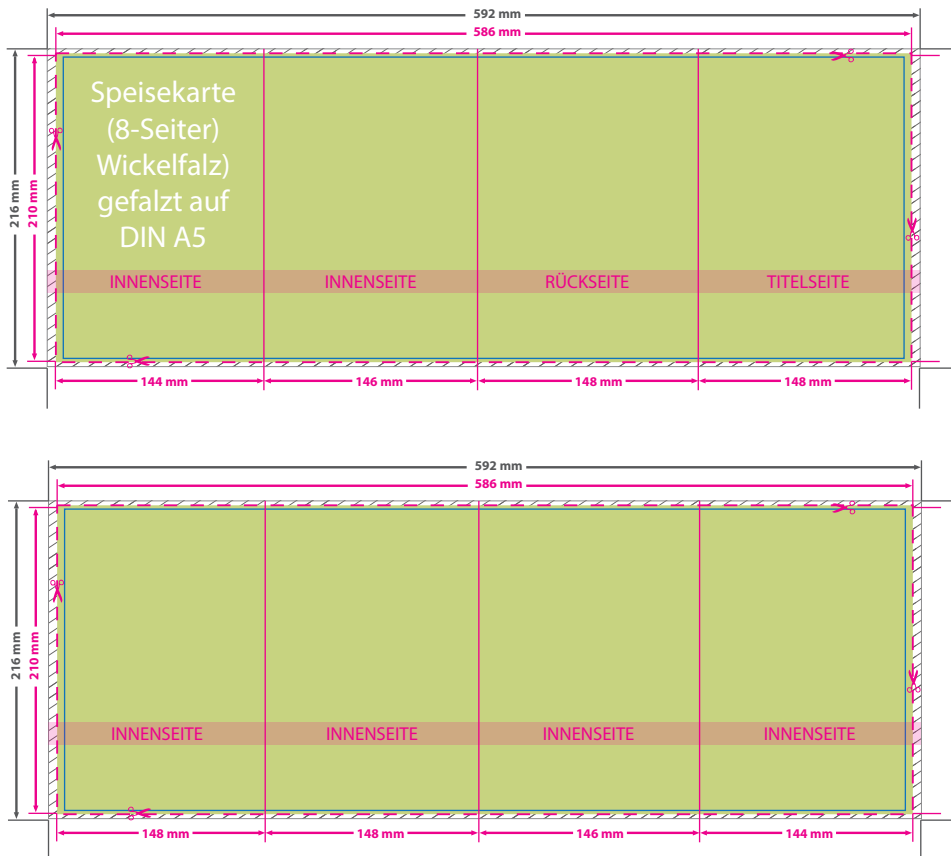 592 mm
586 mm
Speisekarte
(8-Seiter)
Wickelfalz)
gefalzt auf
DIN A5
216 mm
210 mm
INNENSEITE INNENSEITE RÜCKSEITE TITELSEITE
144 mm 146 mm 148 mm 148 mm
592 mm
586 mm
216 mm
210 mm
INNENSEITE INNENSEITE INNENSEITE INNENSEITE
148 mm 148 mm 146 mm 144 mm